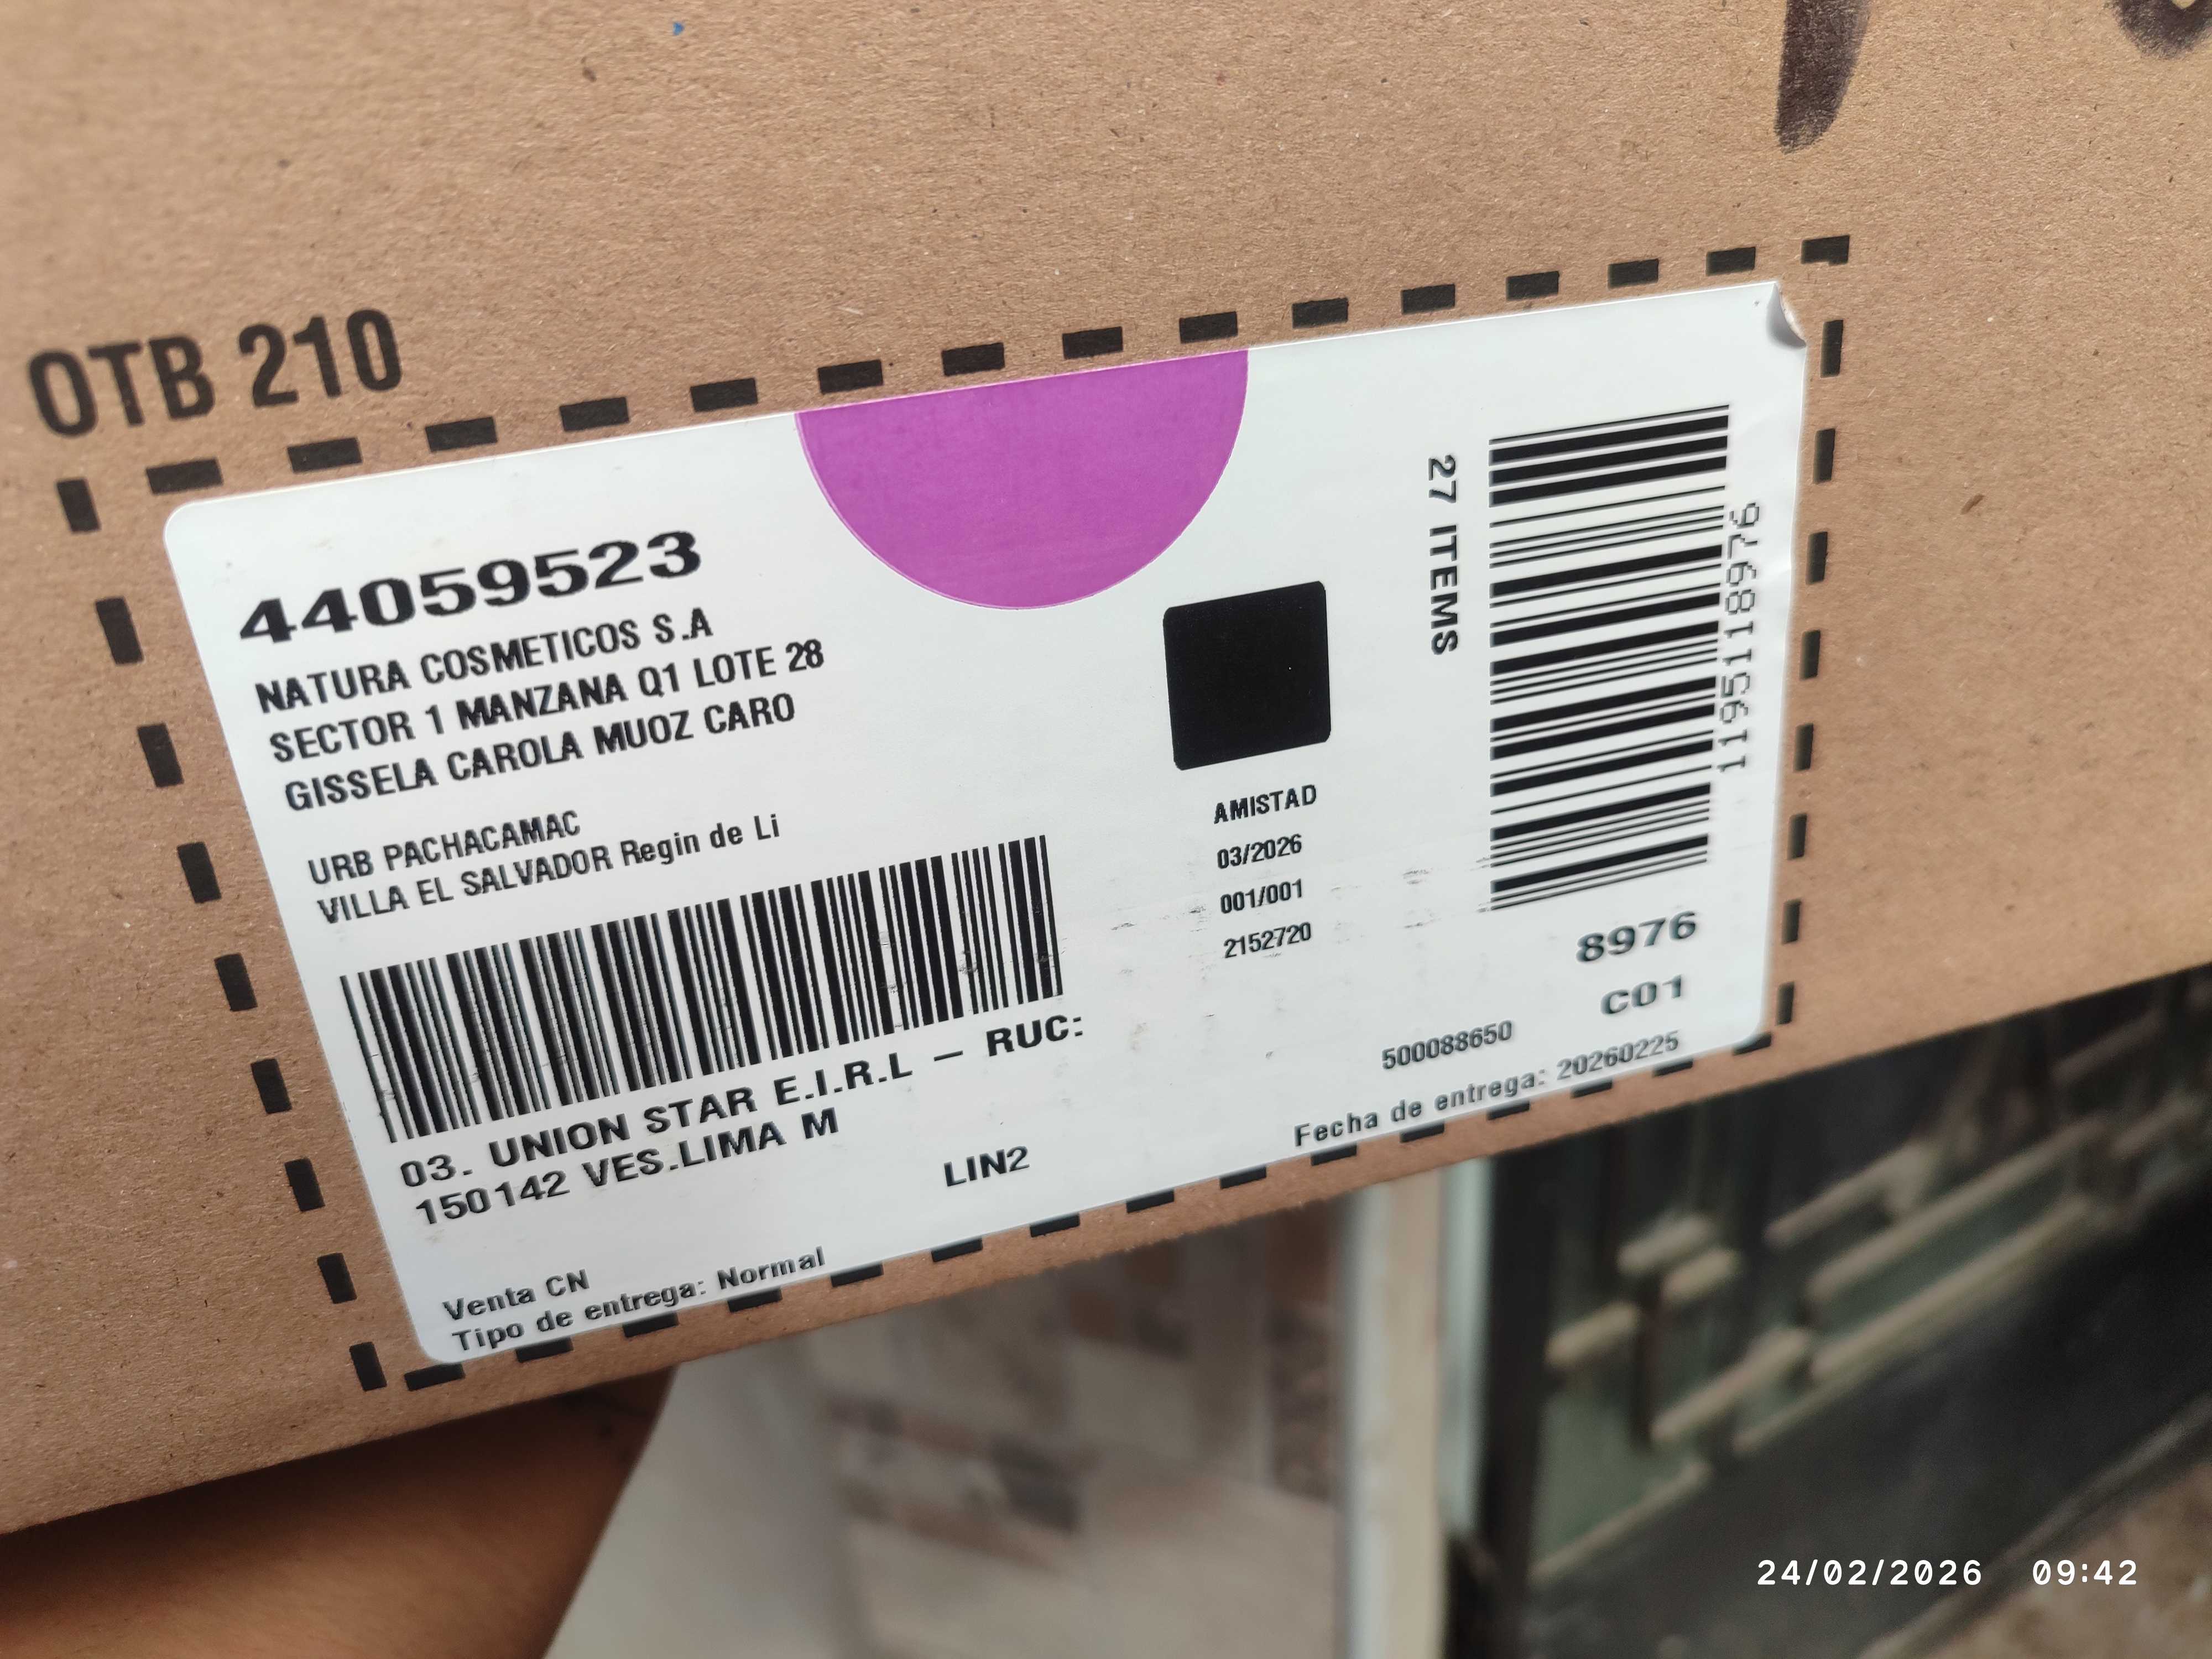 OTB 210
44059523
NATURA COSMETICOS S.A
SECTOR 1 MANZANA Q1 LOTE 28
GISSELA CAROLA MUOZ CARO
URB PACHACAMAC
VILLA EL SALVADOR Regin de Li
03. UNION STAR E.I.R.L – RUC:
150142 VES.LIMA M
LIN2
Venta CN
Tipo de entrega: Normal
AMISTAD
03/2026
001/001
2152720
27 ITEMS
1195118976
8976
C01
500088650
Fecha de entrega: 20260225
24/02/2026 09:42